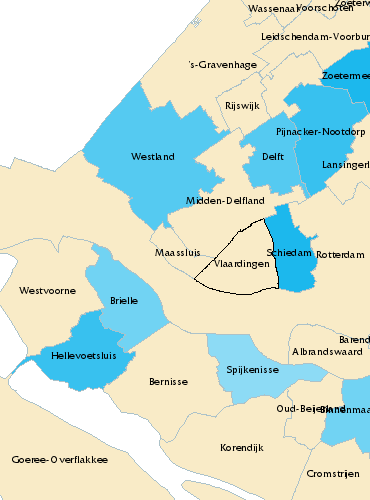 Zoeterw
Wassenaar
Voorschoten
Leidschendam-Voorbur
's-Gravenhage
Zoetermee
Rijswijk
Pijnacker-Nootdorp
Westland
Delft
Lansingerl
Midden-Delfland
Maassluis
Schiedam
Rotterdam
Vlaardingen
Westvoorne
Brielle
Barend
Albrandswaard
Hellevoetsluis
Spijkenisse
Bernisse
Oud-Beijerland
Binnenmaa
Korendijk
Goeree-Overflakkee
Cromstrijen